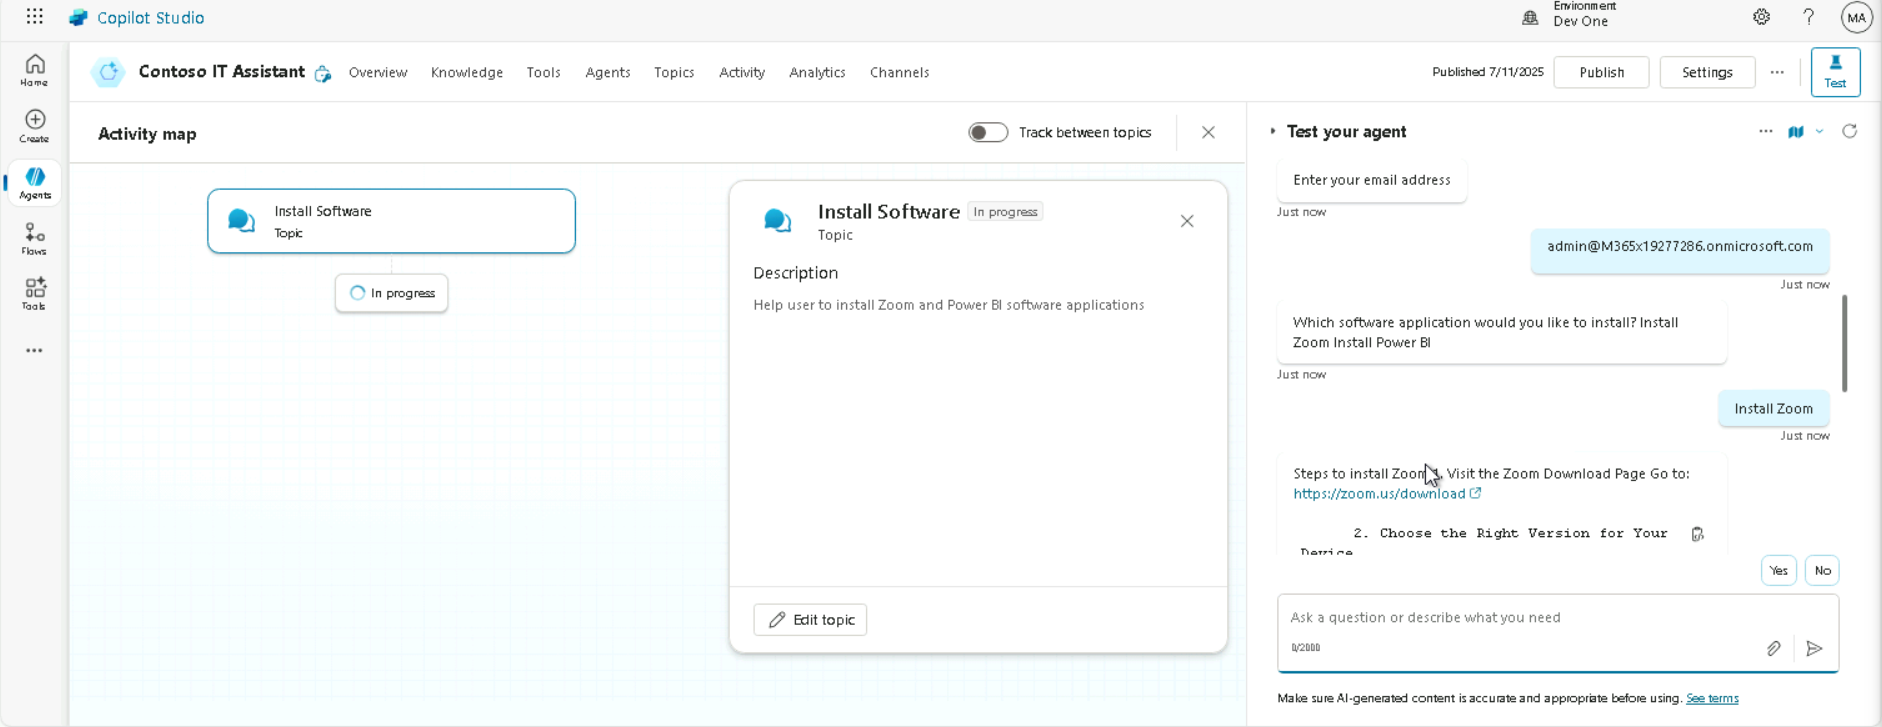 Copilot Studio
Environment
Dev One
MA
Home
Create
Agents
Flows
Tools
Contoso IT Assistant
Overview
Knowledge
Tools
Agents
Topics
Activity
Analytics
Channels
Published 7/11/2025
Publish
Settings
Test
Activity map
Track between topics
Install Software
Topic
In progress
Install Software
In progress
Topic
Description
Help user to install Zoom and Power BI software applications
Edit topic
Test your agent
Enter your email address
Just now
admin@M365x19277286.onmicrosoft.com
Just now
Which software application would you like to install? Install
Zoom Install Power BI
Just now
Install Zoom
Just now
Steps to install Zoom Visit the Zoom Download Page Go to:
https://zoom.us/download
2. Choose the Right Version for Your
Device
Yes
No
Ask a question or describe what you need
0/2000
Make sure AI-generated content is accurate and appropriate before using. See terms